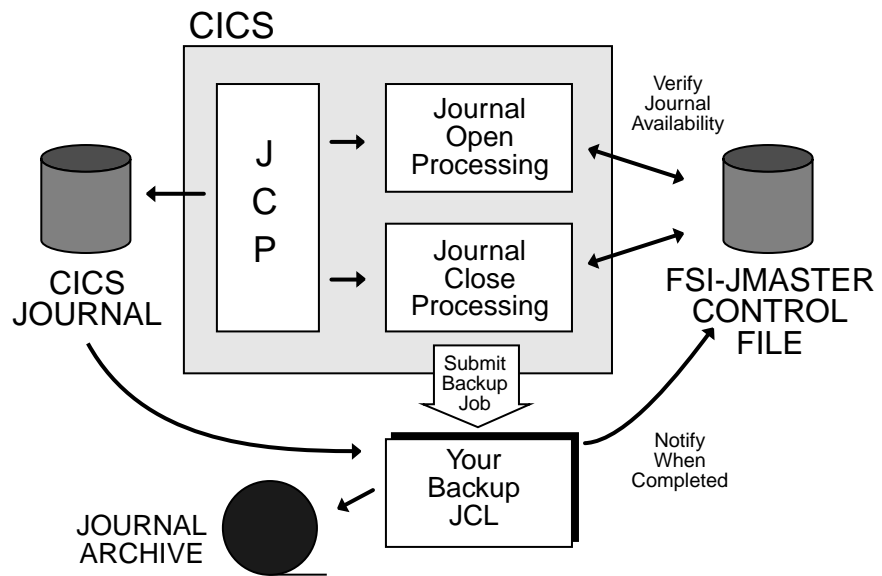 CICS
J
C
P
Journal
Open
Processing
Verify
Journal
Availability
Journal
Close
Processing
CICS
JOURNAL
FSI-JMASTER
CONTROL
FILE
Submit
Backup
Job
Your
Backup
JCL
Notify
When
Completed
JOURNAL
ARCHIVE